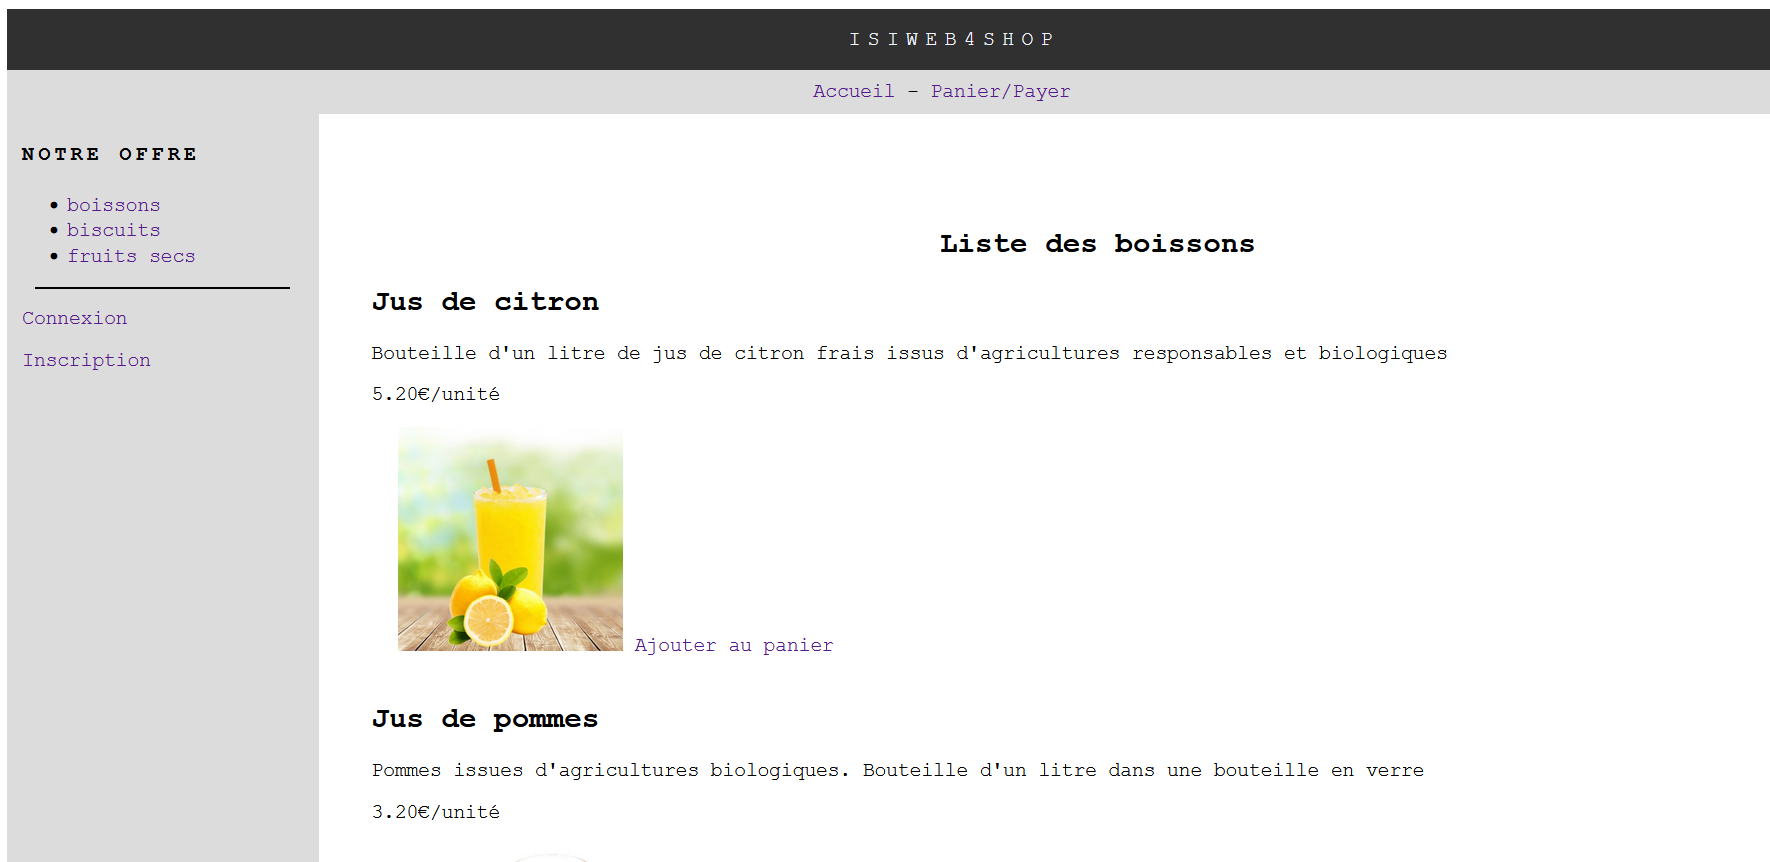 ISIWEB4SHOP
Accueil - Panier/Payer
NOTRE OFFRE
boissons
biscuits
fruits secs
Connexion
Inscription
Liste des boissons
Jus de citron
Bouteille d'un litre de jus de citron frais issus d'agricultures responsables et biologiques
5.20€/unité
Ajouter au panier
Jus de pommes
Pommes issues d'agricultures biologiques. Bouteille d'un litre dans une bouteille en verre
3.20€/unité